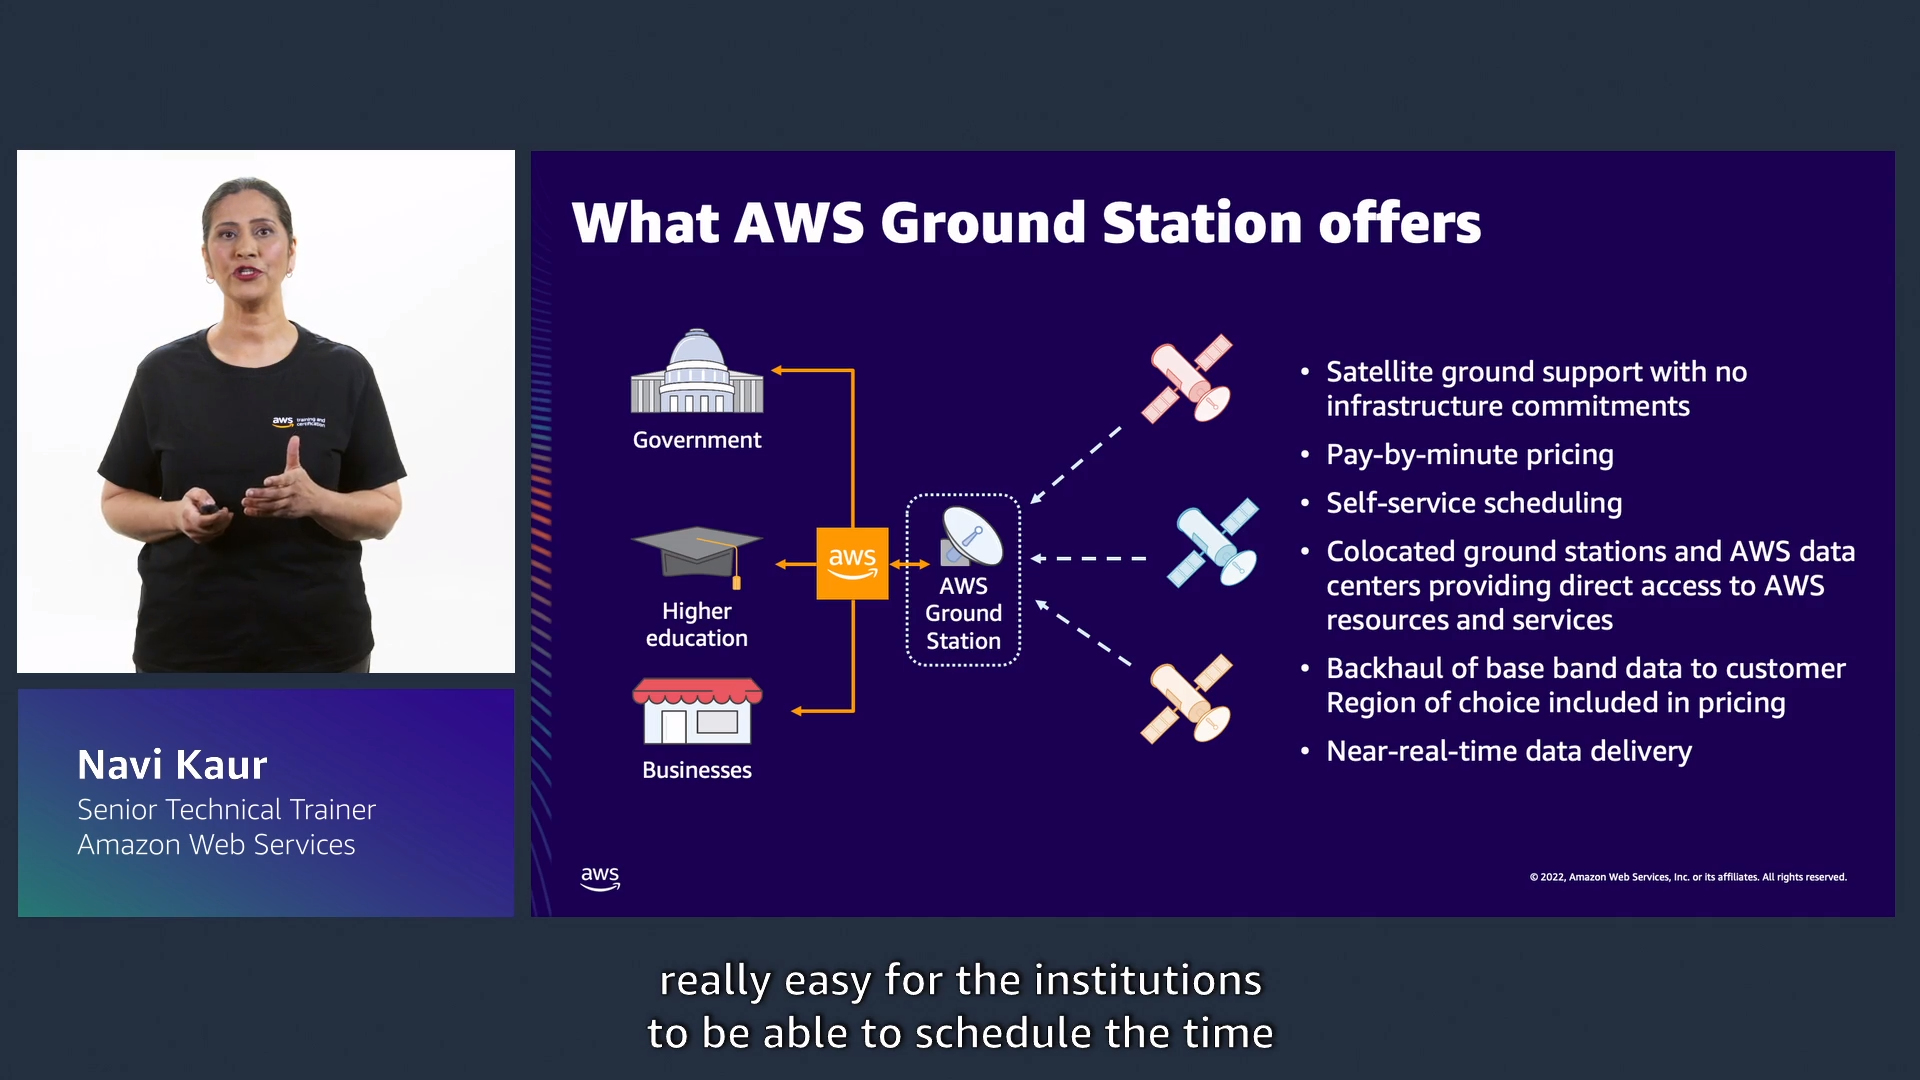 What AWS Ground Station offers
aws training and
certification
Government
Higher
education
Businesses
aws
AWS
Ground
Station
• Satellite ground support with no
infrastructure commitments
• Pay-by-minute pricing
• Self-service scheduling
• Colocated ground stations and AWS data
centers providing direct access to AWS
resources and services
• Backhaul of base band data to customer
Region of choice included in pricing
• Near-real-time data delivery
Navi Kaur
Senior Technical Trainer
Amazon Web Services
aws
© 2022, Amazon Web Services, Inc. or its affiliates. All rights reserved.
really easy for the institutions
to be able to schedule the time